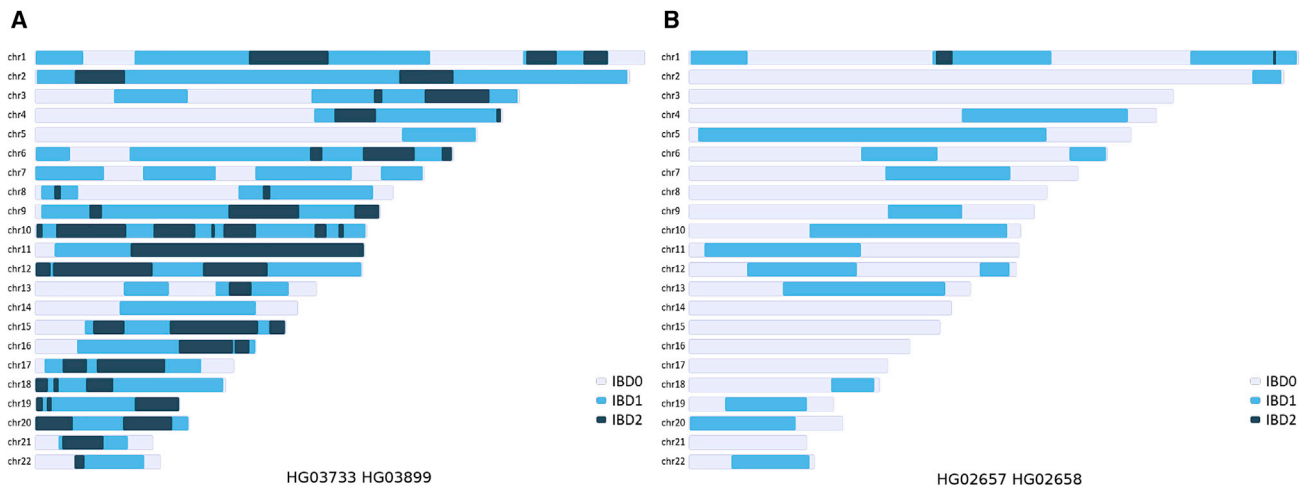 A
chr1
chr2
chr3
chr4
chr5
chr6
chr7
chr8
chr9
chr10
chr11
chr12
chr13
chr14
chr15
chr16
chr17
chr18
chr19
chr20
chr21
chr22
IBD0
IBD1
IBD2
HG03733 HG03899
B
chr1
chr2
chr3
chr4
chr5
chr6
chr7
chr8
chr9
chr10
chr11
chr12
chr13
chr14
chr15
chr16
chr17
chr18
chr19
chr20
chr21
chr22
IBD0
IBD1
IBD2
HG02657 HG02658